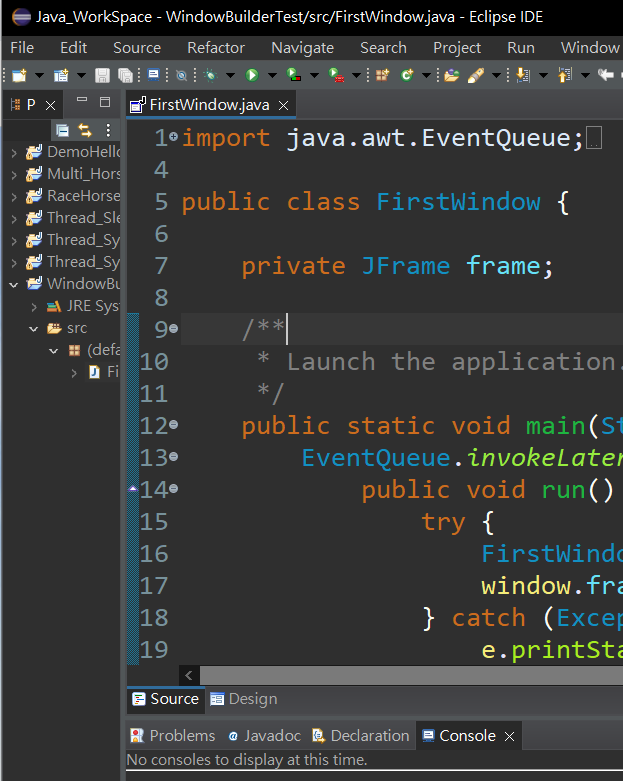 Java_WorkSpace - WindowBuilderTest/src/FirstWindow.java - Eclipse IDE
File Edit Source Refactor Navigate Search Project Run Window
P
FirstWindow.java
DemoHello
Multi_Hors
RaceHorse
Thread_Sle
Thread_Sy
Thread_Sy
WindowBu
JRE Sys
src
(defa
Fi
1 import java.awt.EventQueue;
4
5 public class FirstWindow {
6
7 private JFrame frame;
8
9 /**
10 * Launch the application.
11 */
12 public static void main(St
13 EventQueue.invokeLater
14 public void run()
15 try {
16 FirstWindo
17 window.fra
18 } catch (Excep
19 e.printSta
Source Design
Problems Javadoc Declaration Console
No consoles to display at this time.